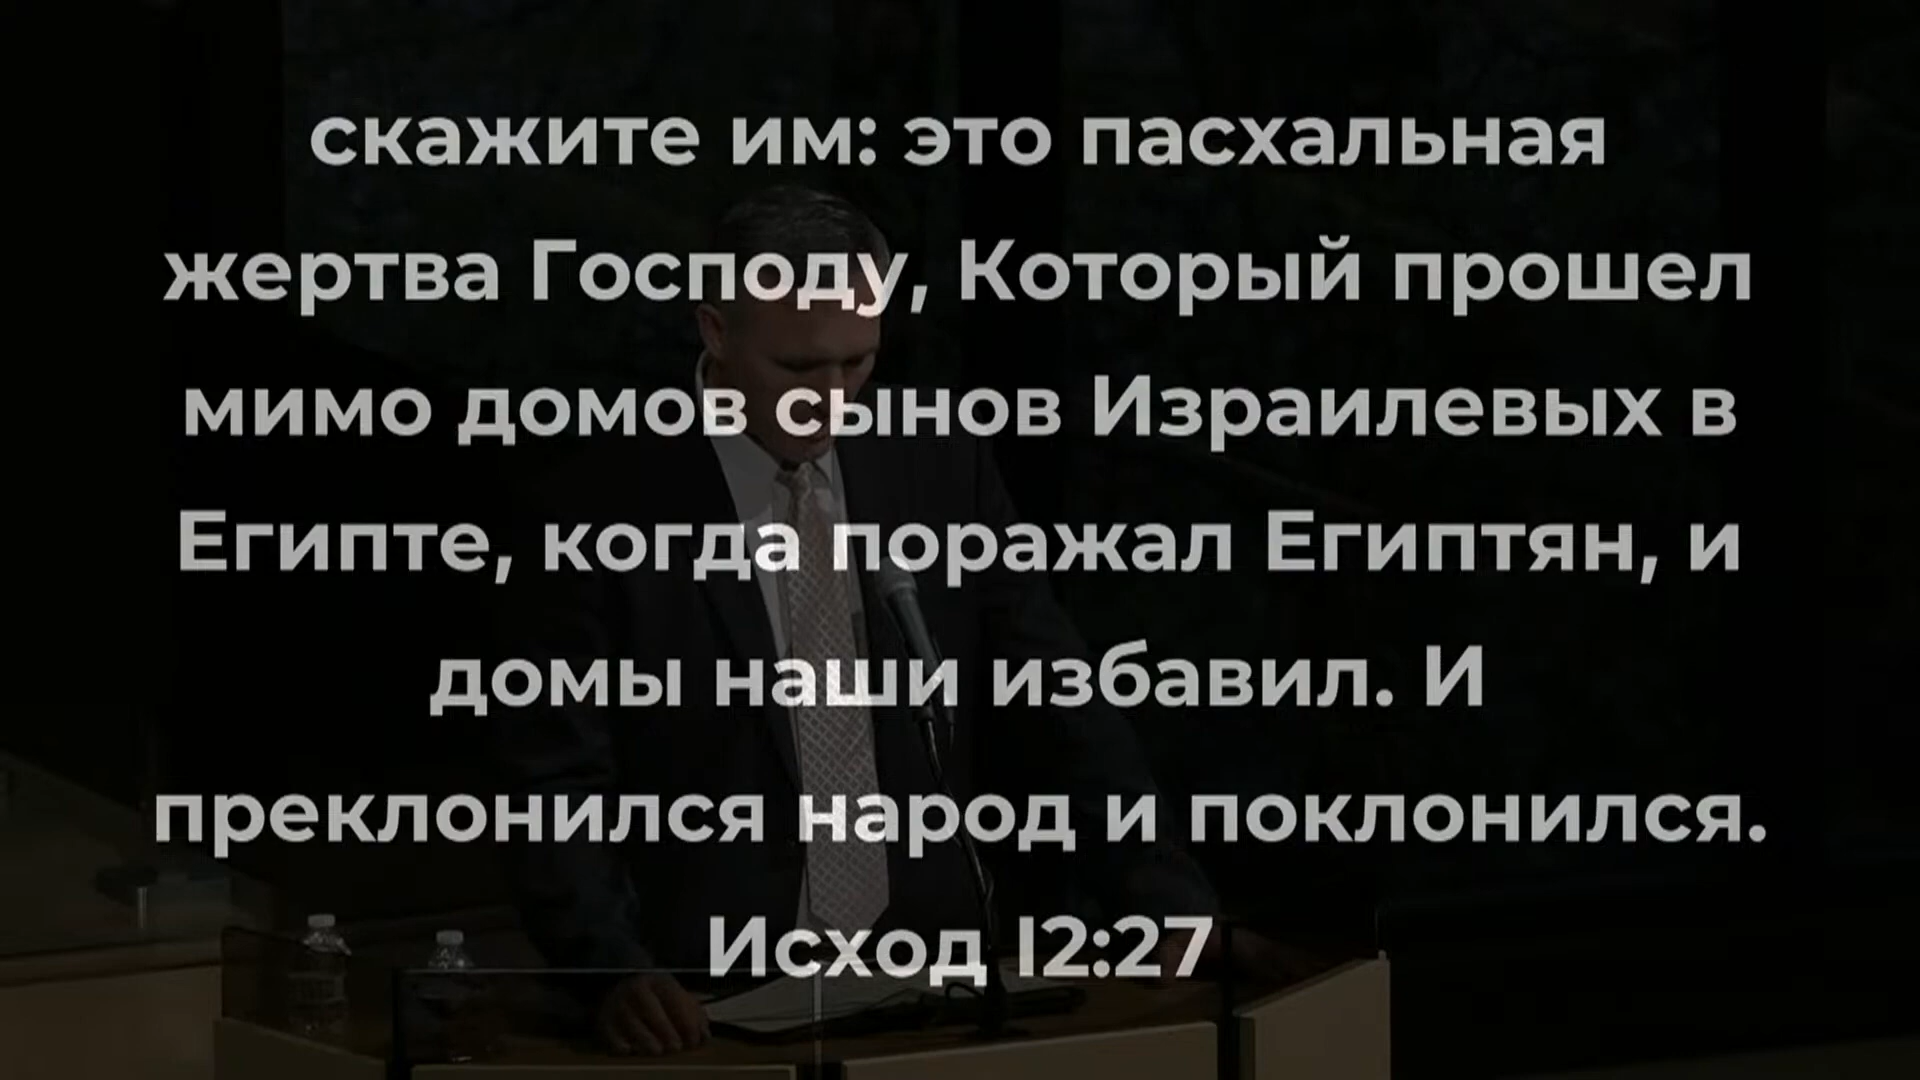 скажите им: это пасхальная
жертва Господу, Который прошел
мимо домов сынов Израилевых в
Египте, когда поражал Египтян, и
домы наши избавил. И
преклонился народ и поклонился.
Исход I2:27